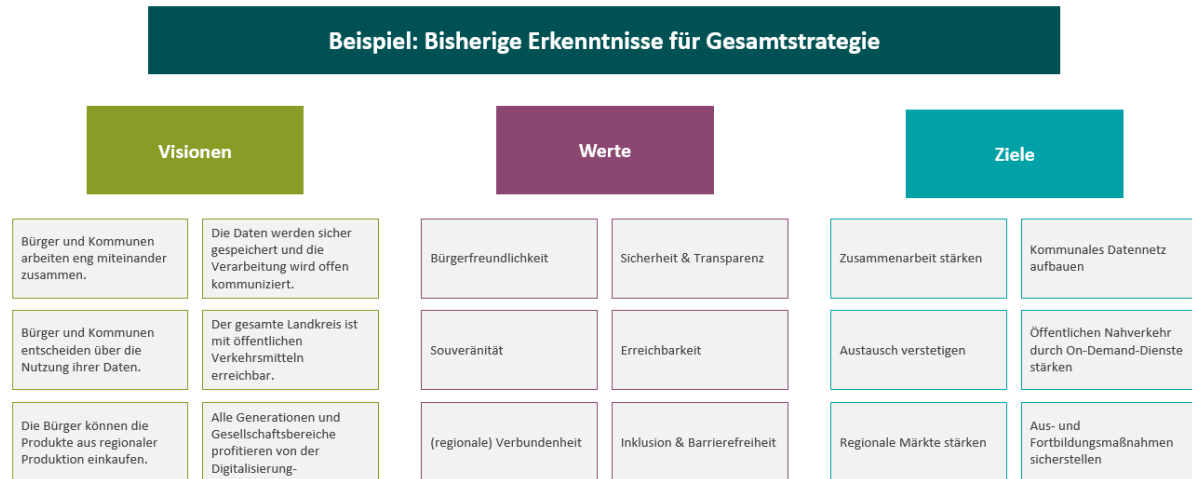 Beispiel: Bisherige Erkenntnisse für Gesamtstrategie
Visionen
Bürger und Kommunen
arbeiten eng miteinander
zusammen.
Die Daten werden sicher
gespeichert und die
Verarbeitung wird offen
kommuniziert.
Bürger und Kommunen
entscheiden über die
Nutzung ihrer Daten.
Der gesamte Landkreis ist
mit öffentlichen
Verkehrsmitteln
erreichbar.
Die Bürger können die
Produkte aus regionaler
Produktion einkaufen.
Alle Generationen und
Gesellschaftsbereiche
profitieren von der
Digitalisierung-
Werte
Bürgerfreundlichkeit
Sicherheit & Transparenz
Souveränität
Erreichbarkeit
(regionale) Verbundenheit
Inklusion & Barrierefreiheit
Ziele
Zusammenarbeit stärken
Kommunales Datennetz
aufbauen
Austausch verstetigen
Öffentlichen Nahverkehr
durch On-Demand-Dienste
stärken
Regionale Märkte stärken
Aus- und
Fortbildungsmaßnahmen
sicherstellen